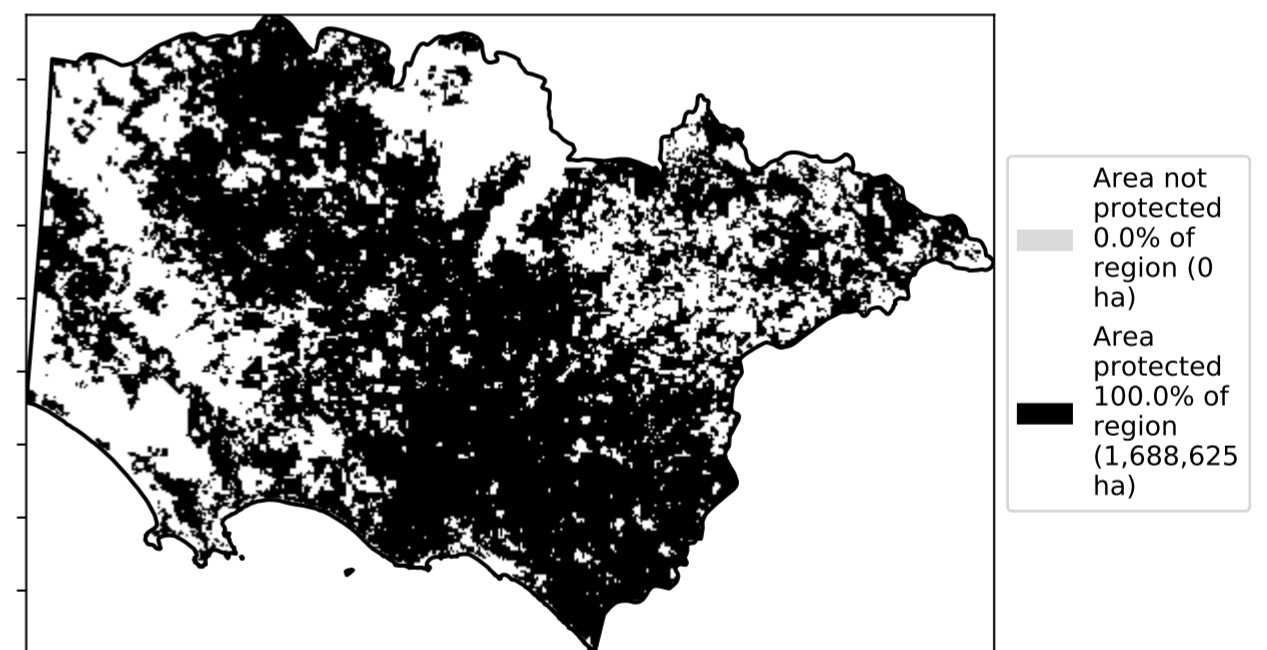 Area not
protected
0.0% of
region (0
ha)
Area
protected
100.0% of
region
(1,688,625
ha)